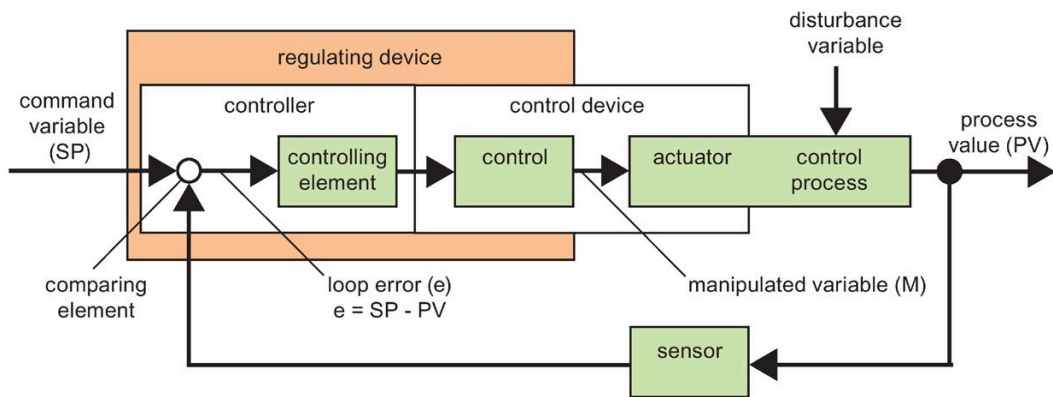 disturbance
variable
regulating device
command
variable
(SP)
controller
control device
process
value (PV)
controlling
element
control
actuator
control
process
comparing
element
loop error (e)
e = SP - PV
manipulated variable (M)
sensor